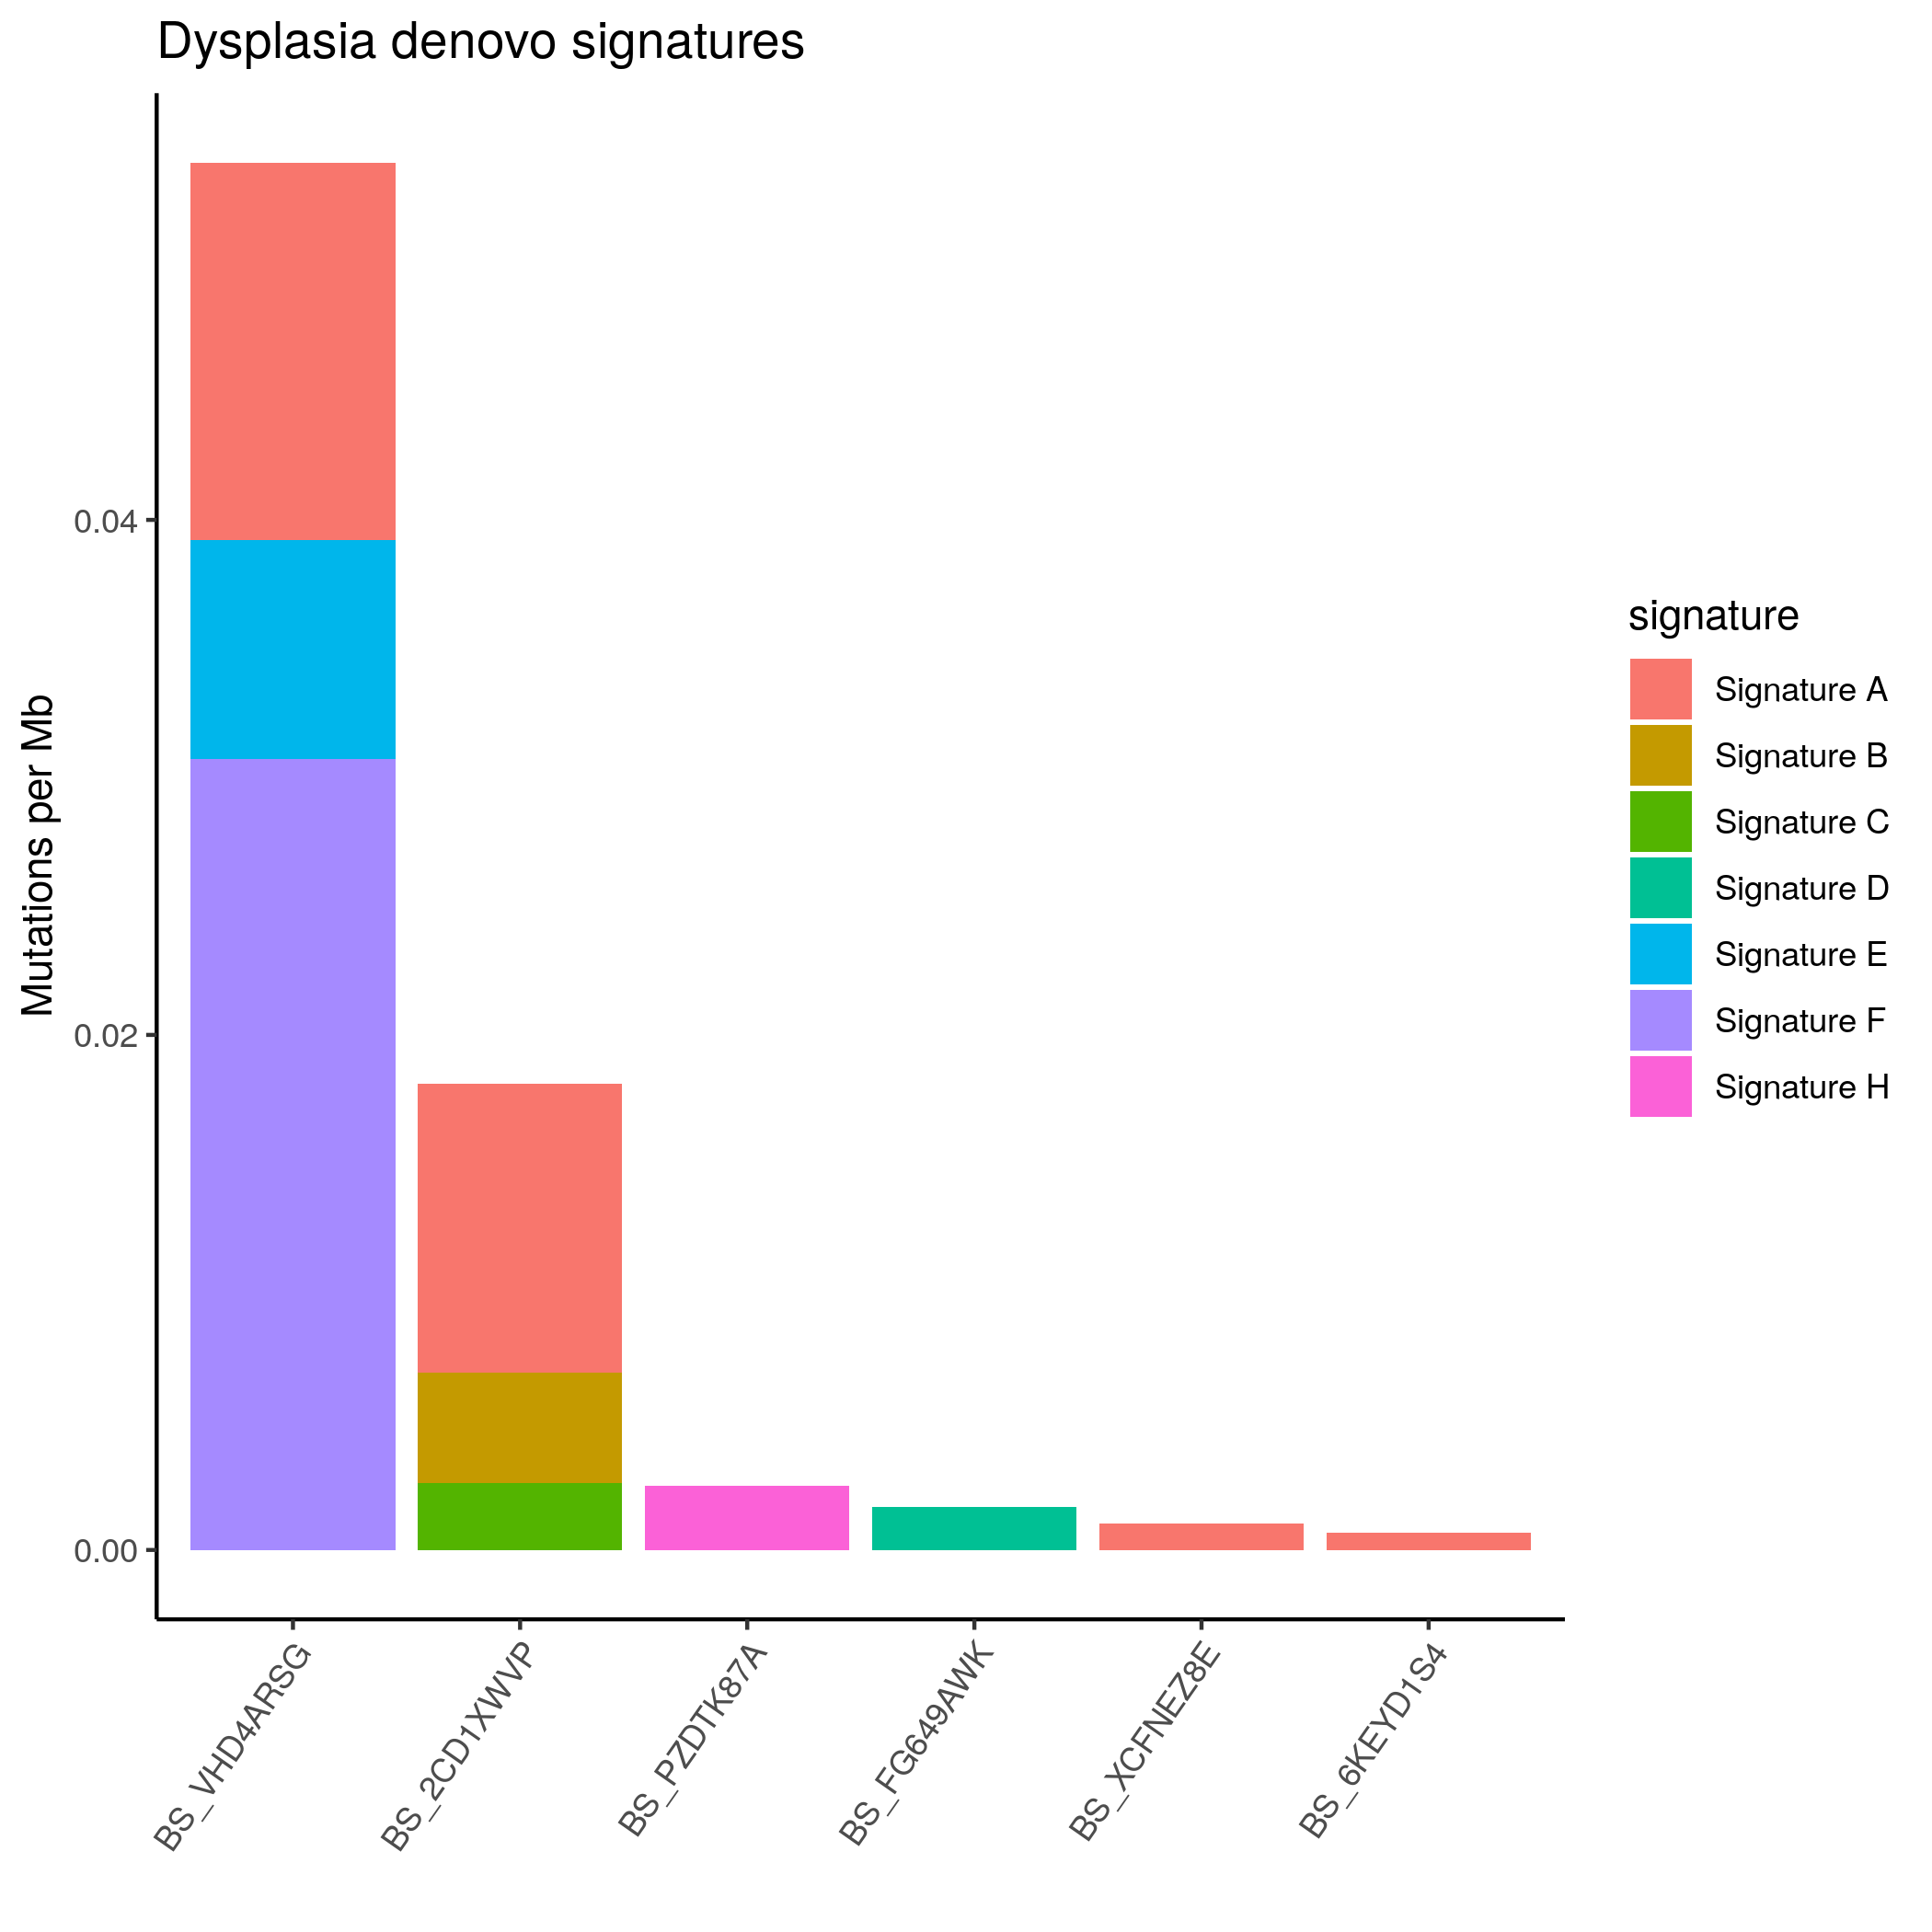 Dysplasia denovo signatures
Mutations per Mb
0.04
0.02
0.00
BS_VHD4ARSG
BS_2CD1XWVP
BS_PZDTK87A
BS_FG649AWK
BS_XCFNEZ8E
BS_6KEYD1S4
signature
Signature A
Signature B
Signature C
Signature D
Signature E
Signature F
Signature H